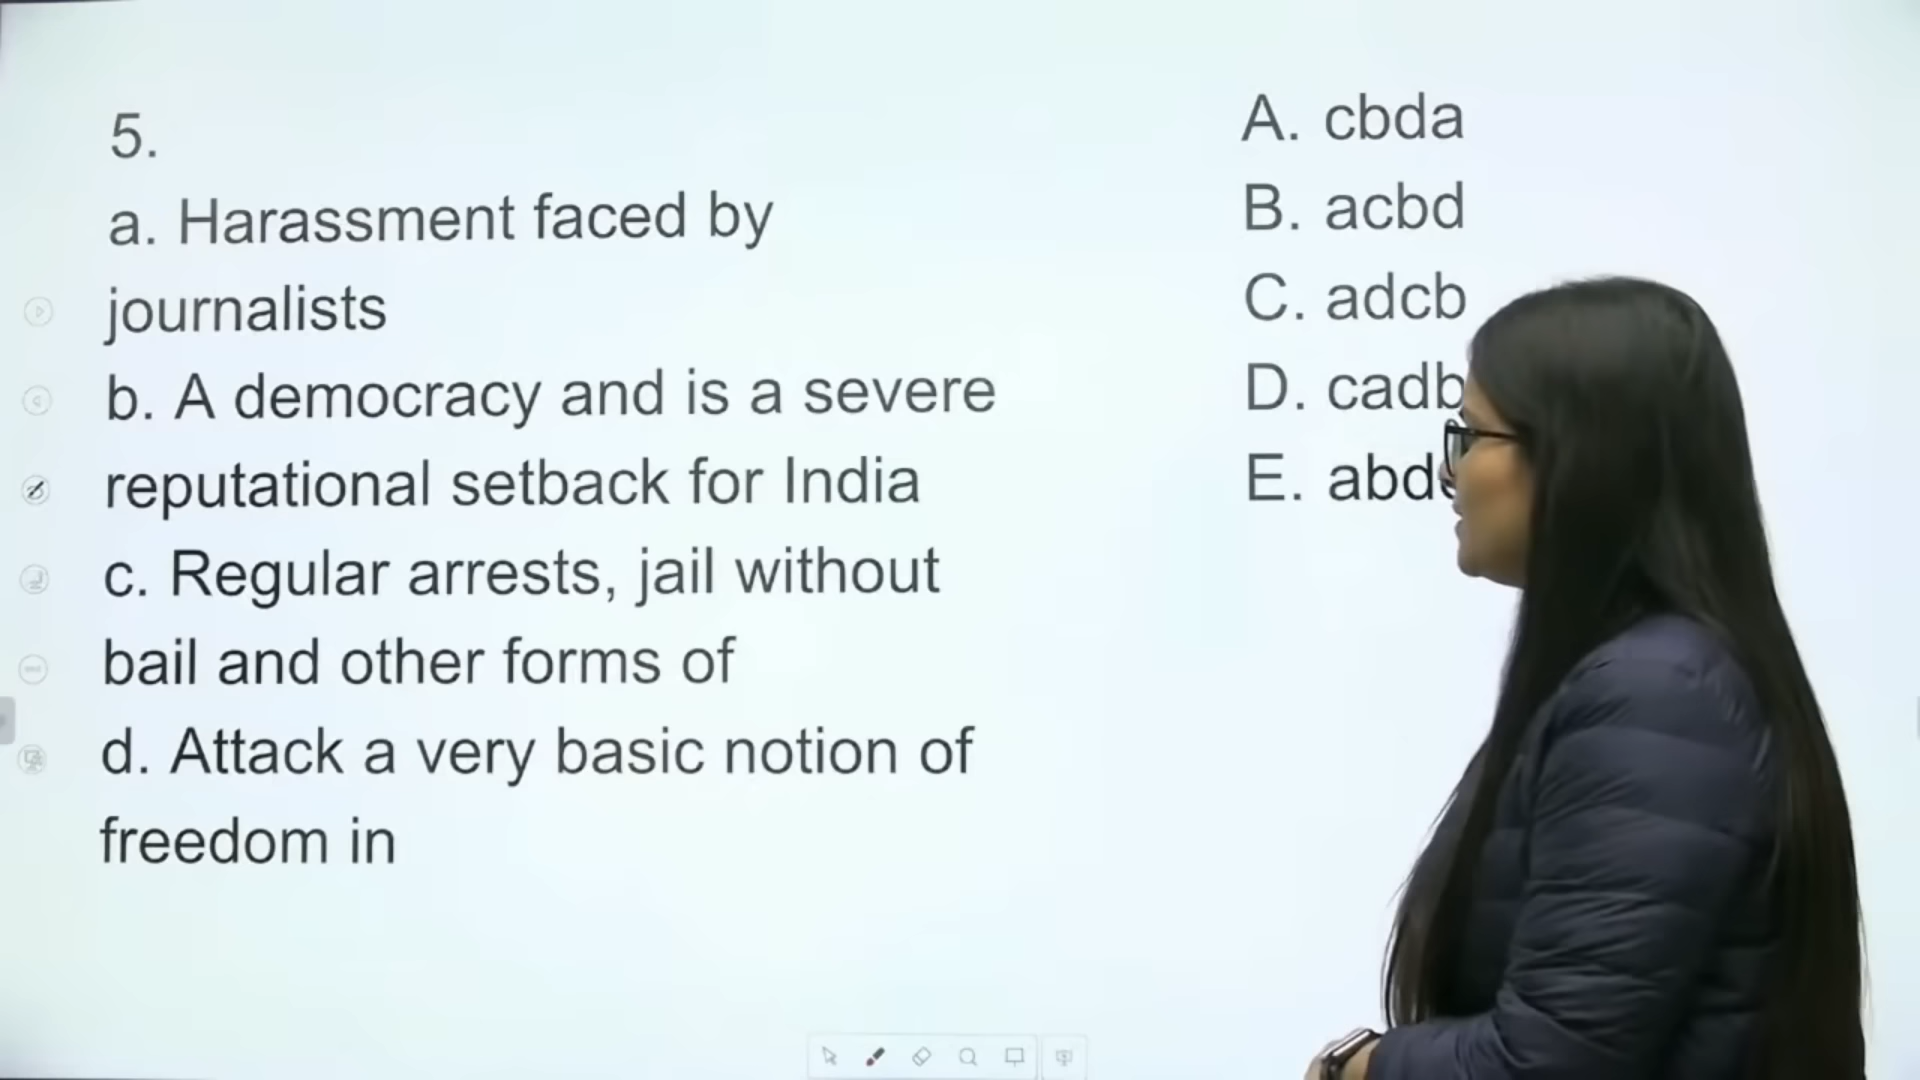 5.
a. Harassment faced by
journalists
b. A democracy and is a severe
reputational setback for India
c. Regular arrests, jail without
bail and other forms of
d. Attack a very basic notion of
freedom in
A. cbda
B. acbd
C. adcb
D. cadb
E.